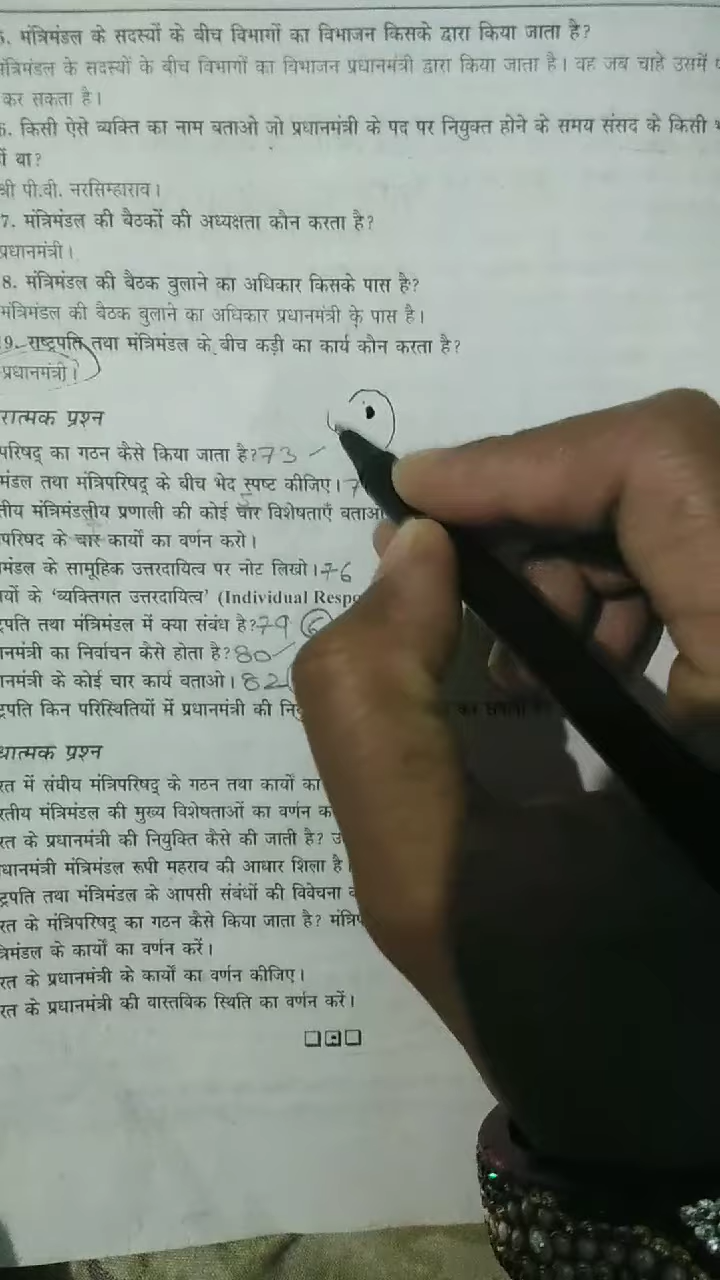 5. मंत्रिमंडल के सदस्यों के बीच विभागों का विभाजन किसके द्वारा किया जाता है?
मंत्रिमंडल के सदस्यों के बीच विभागों का विभाजन प्रधानमंत्री द्वारा किया जाता है। वह जब चाहे उसमें
कर सकता है।
6. किसी ऐसे व्यक्ति का नाम बताओ जो प्रधानमंत्री के पद पर नियुक्त होने के समय संसद के किसी
था?
श्री पी.वी. नरसिम्हाराव।
7. मंत्रिमंडल की बैठकों की अध्यक्षता कौन करता है?
प्रधानमंत्री।
8. मंत्रिमंडल की बैठक बुलाने का अधिकार किसके पास है?
मंत्रिमंडल की बैठक बुलाने का अधिकार प्रधानमंत्री के पास है।
9. राष्ट्रपति तथा मंत्रिमंडल के बीच कड़ी का कार्य कौन करता है?
प्रधानमंत्री।
रात्मक प्रश्न
परिषद् का गठन कैसे किया जाता है? 73
मंडल तथा मंत्रिपरिषद् के बीच भेद स्पष्ट कीजिए। 7
तीय मंत्रिमंडलीय प्रणाली की कोई चार विशेषताएँ बताओ
परिषद के चार कार्यों का वर्णन करो।
मंडल के सामूहिक उत्तरदायित्व पर नोट लिखो। 76
यों के 'व्यक्तिगत उत्तरदायित्व' (Individual Resp
ट्रपति तथा मंत्रिमंडल में क्या संबंध है? 79 6
नमंत्री का निर्वाचन कैसे होता है? 80
नमंत्री के कोई चार कार्य बताओ। 82
ट्रपति किन परिस्थितियों में प्रधानमंत्री की
धात्मक प्रश्न
रत में संघीय मंत्रिपरिषद् के गठन तथा कार्यों का
रतीय मंत्रिमंडल की मुख्य विशेषताओं का वर्णन क
रत के प्रधानमंत्री की नियुक्ति कैसे की जाती है? उ
धानमंत्री मंत्रिमंडल रूपी महराव की आधार शिला है
ट्रपति तथा मंत्रिमंडल के आपसी संबंधों की विवेचना
रत के मंत्रिपरिषद् का गठन कैसे किया जाता है? मंत्रि
त्रिमंडल के कार्यों का वर्णन करें।
रत के प्रधानमंत्री के कार्यों का वर्णन कीजिए।
रत के प्रधानमंत्री की वास्तविक स्थिति का वर्णन करें।